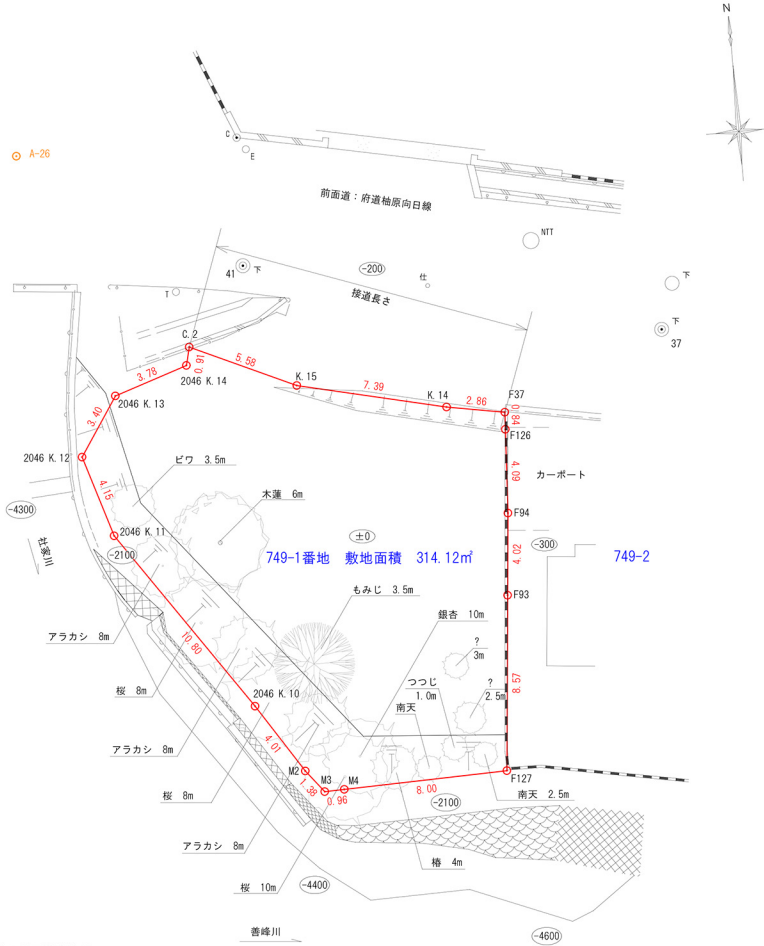 N
C
E
A-26
前面道：府道柚原向日線
NTT
41
下
-200
仕
下
T
接道長さ
下
37
C.2
0.91
5.58
3.78
2046 K.14
K.15
7.39
K.14
2.86
F37
0.84
F126
2046 K.13
3.40
2046 K.12
4.09
カーポート
ビワ 3.5m
4.15
木蓮 6m
-4300
F94
2046 K.11
±0
-2100
749-1番地 敷地面積 314.12㎡
-300
4.02
749-2
社家川
もみじ 3.5m
F93
銀杏 10m
アラカシ 8m
10.80
?
3m
桜 8m
つつじ
1.0m
?
2.5m
8.57
2046 K.10
南天
アラカシ 8m
4.01
M2
M3
M4
F127
桜 8m
1.38
0.96
8.00
-2100
南天 2.5m
アラカシ 8m
椿 4m
桜 10m
-4400
善峰川
-4600